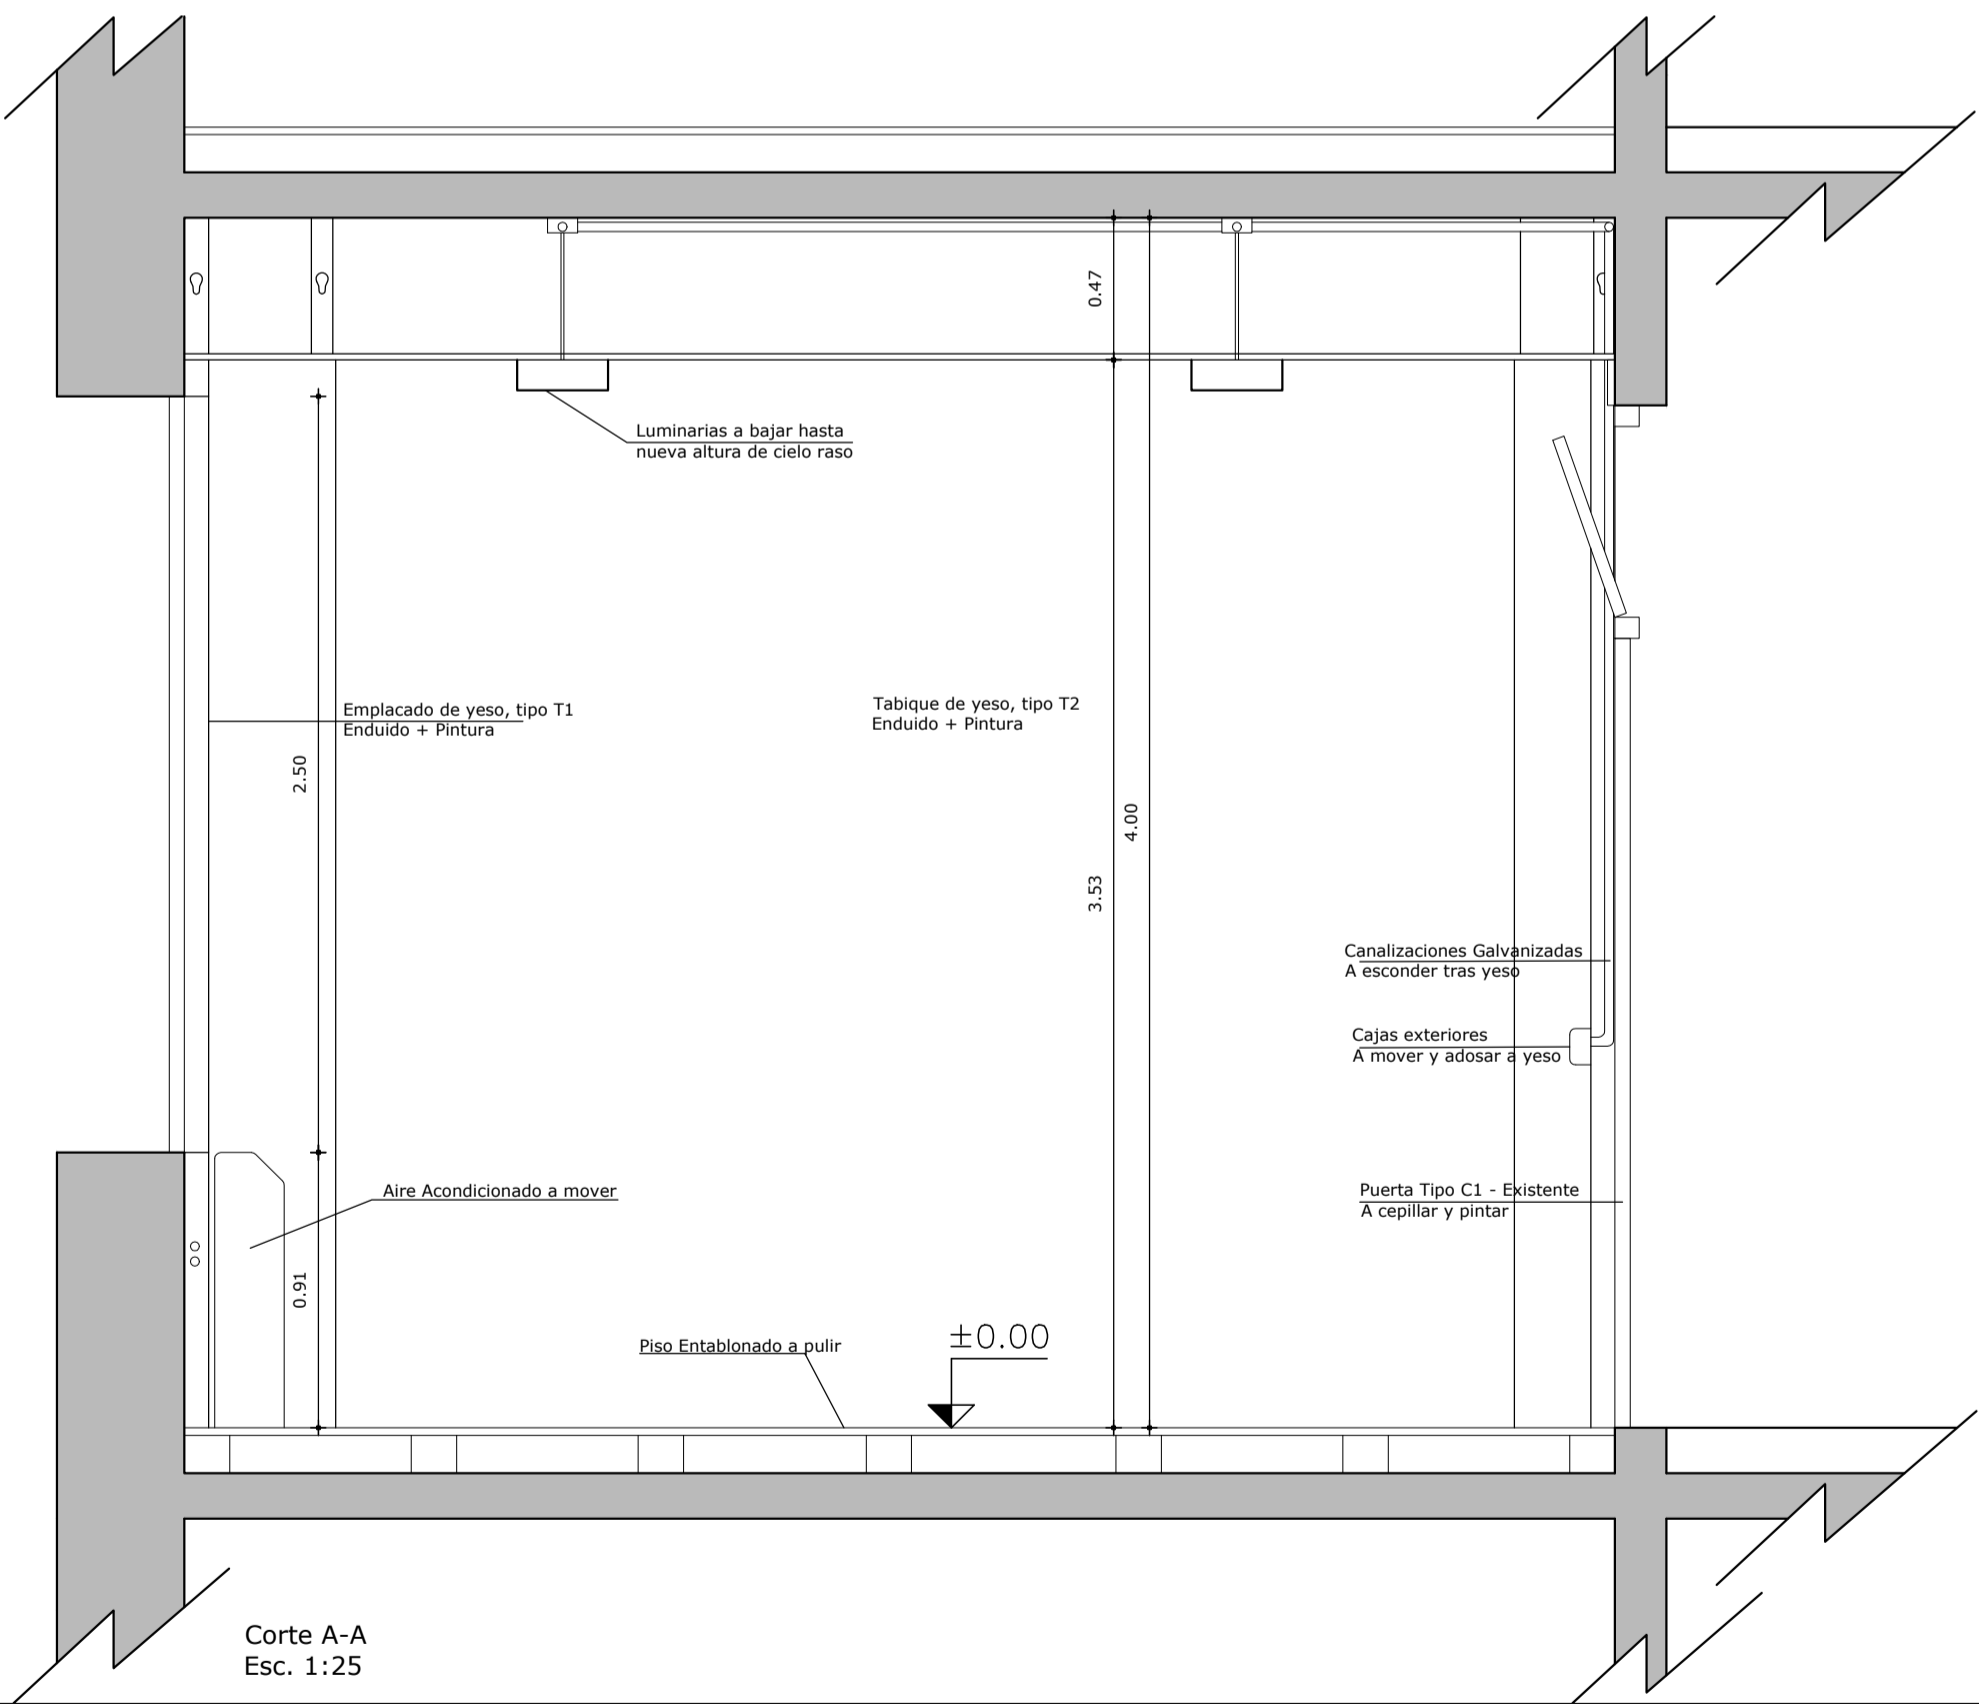 0.47
Luminarias a bajar hasta
nueva altura de cielo raso
Emplacado de yeso, tipo T1
Enduido + Pintura
Tabique de yeso, tipo T2
Enduido + Pintura
2.50
4.00
3.53
Canalizaciones Galvanizadas
A esconder tras yeso
Cajas exteriores
A mover y adosar a yeso
Aire Acondicionado a mover
Puerta Tipo C1 - Existente
A cepillar y pintar
0.91
Piso Entablonado a pulir
±0.00
Corte A-A
Esc. 1:25